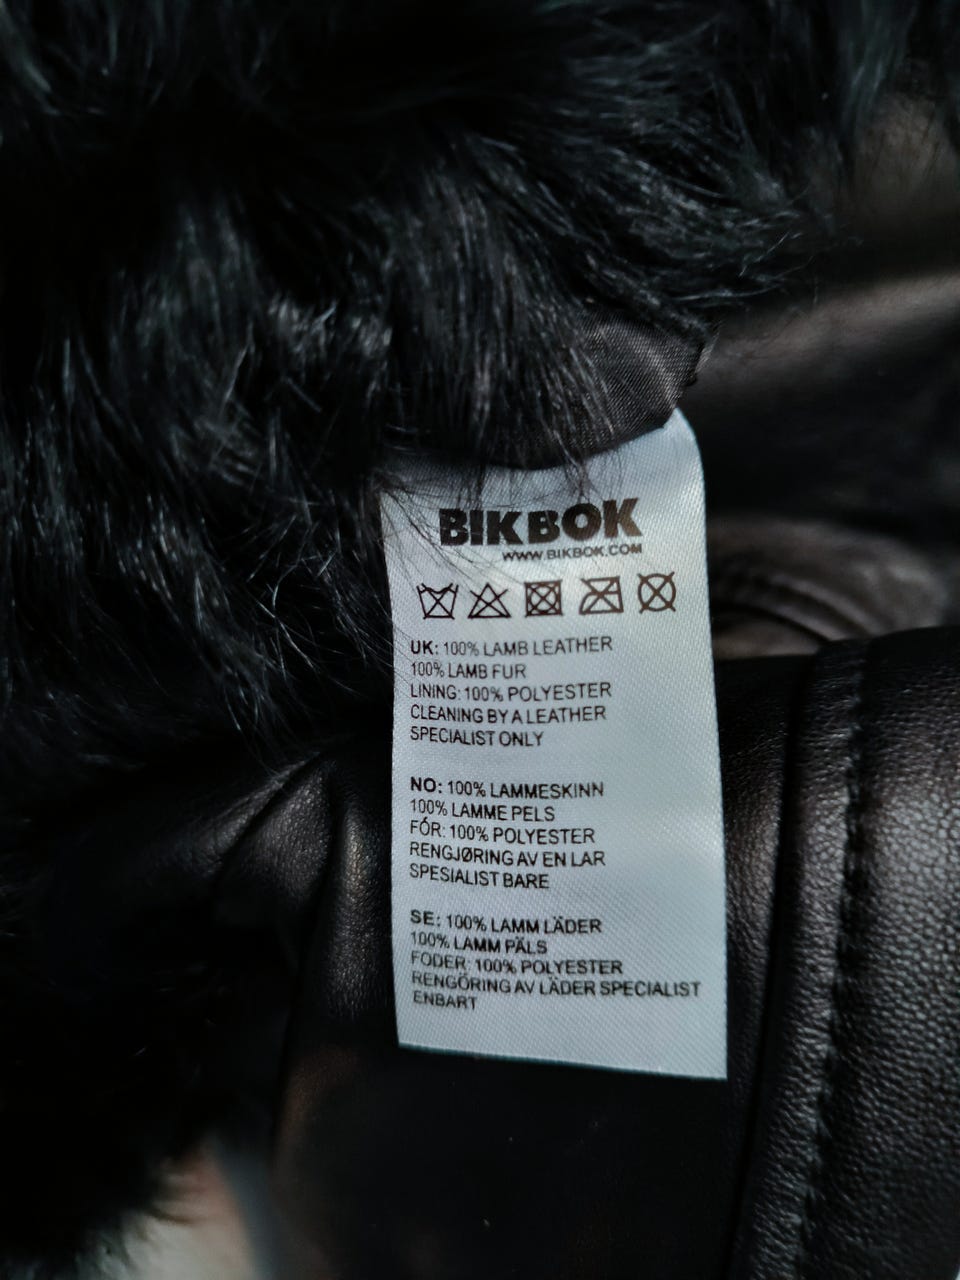 BIKBOK
WWW.BIKBOK.COM
UK: 100% LAMB LEATHER
100% LAMB FUR
LINING: 100% POLYESTER
CLEANING BY A LEATHER
SPECIALIST ONLY
NO: 100% LAMMESKINN
100% LAMME PELS
FÓR: 100% POLYESTER
RENGJØRING AV EN LAR
SPESIALIST BARE
SE: 100% LAMM LÄDER
100% LAMM PÄLS
FODER: 100% POLYESTER
RENGÖRING AV LÄDER SPECIALIST
ENBART